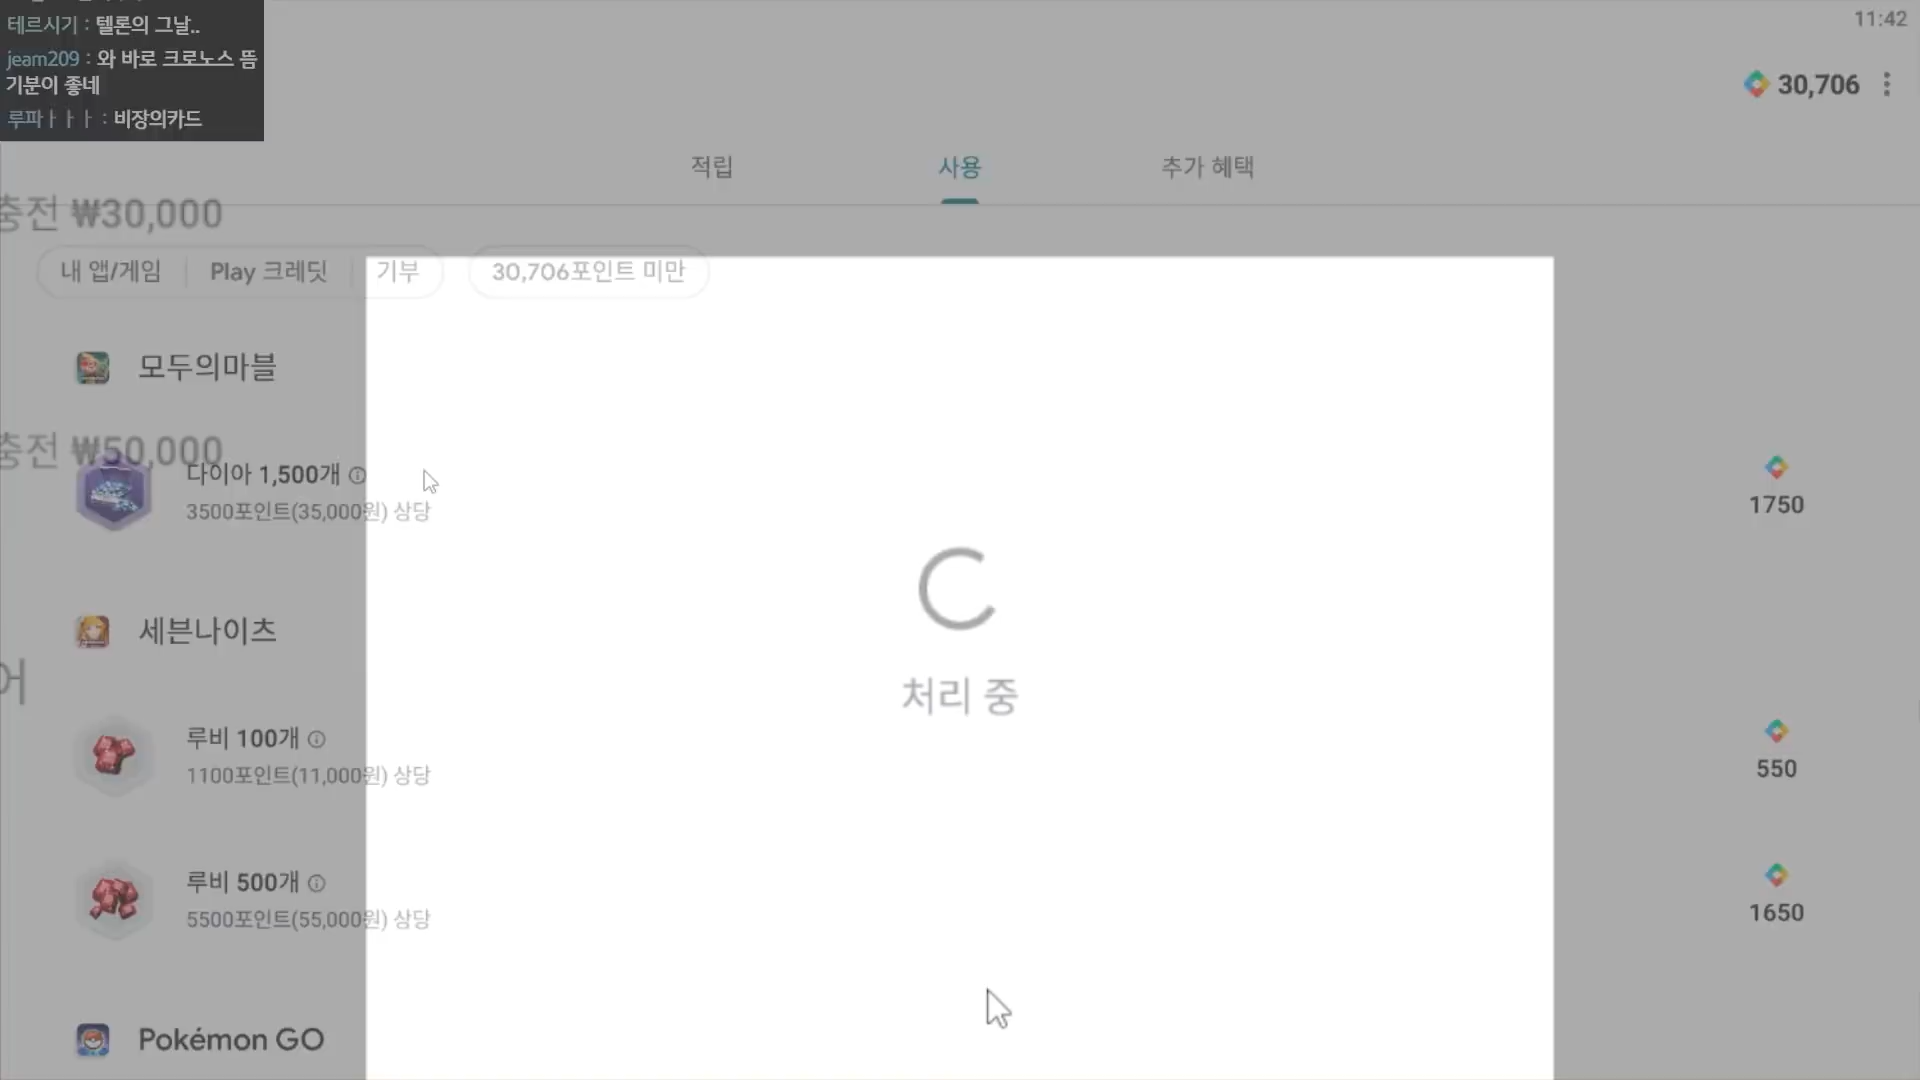 테르시기 : 텔론의 그날..
jeam209 : 와 바로 크로노스 뜸
기분이 좋네
루파ㅏㅏㅏ : 비장의카드
11:42
30,706
적립
사용
추가 혜택
충전 ₩30,000
내 앱/게임
Play 크레딧
기부
30,706포인트 미만
모두의마블
충전 ₩50,000
다이아 1,500개
3500포인트(35,000원) 상당
1750
처리 중
세븐나이츠
어
루비 100개
1100포인트(11,000원) 상당
550
루비 500개
5500포인트(55,000원) 상당
1650
Pokémon GO